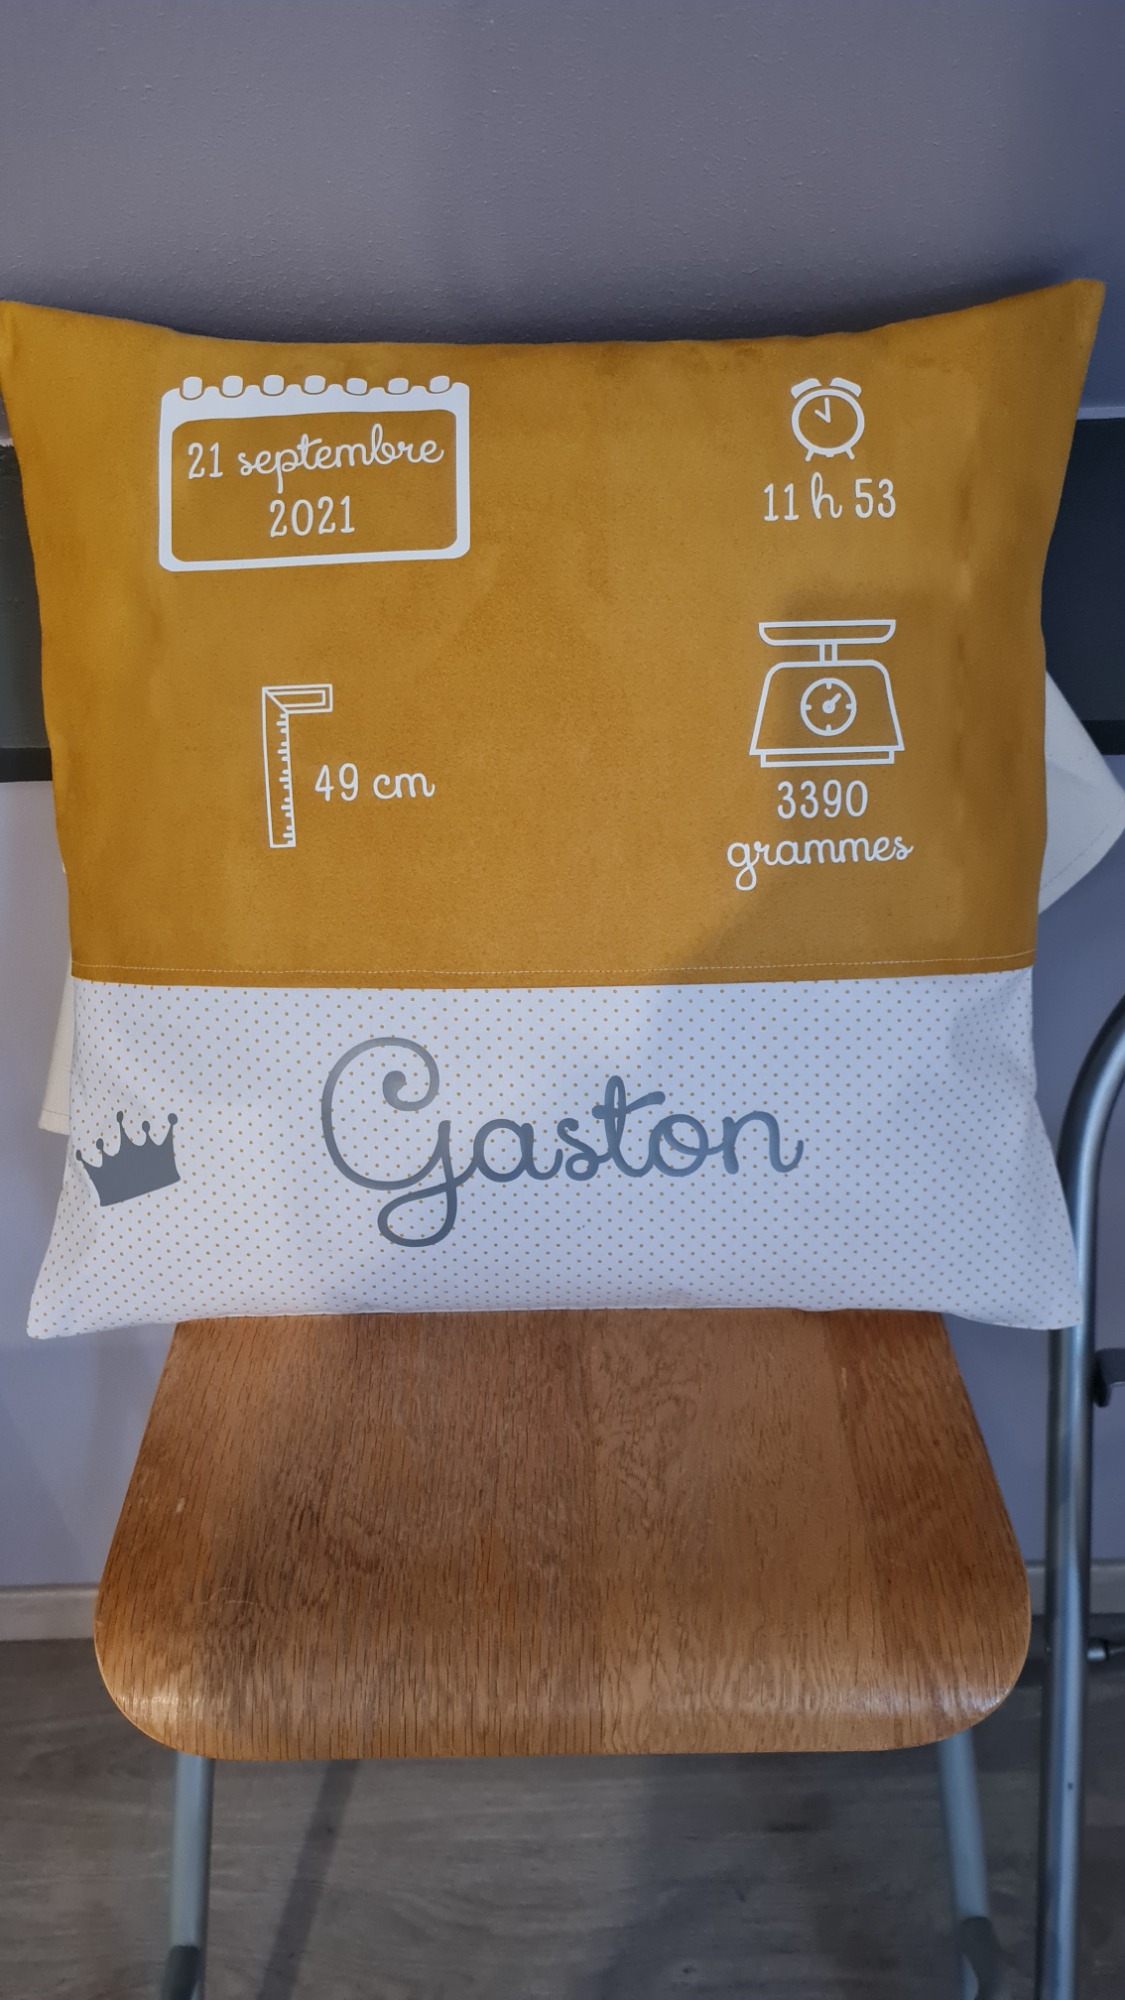 21 septembre
2021
11 h 53
49 cm
3390
grammes
Gaston